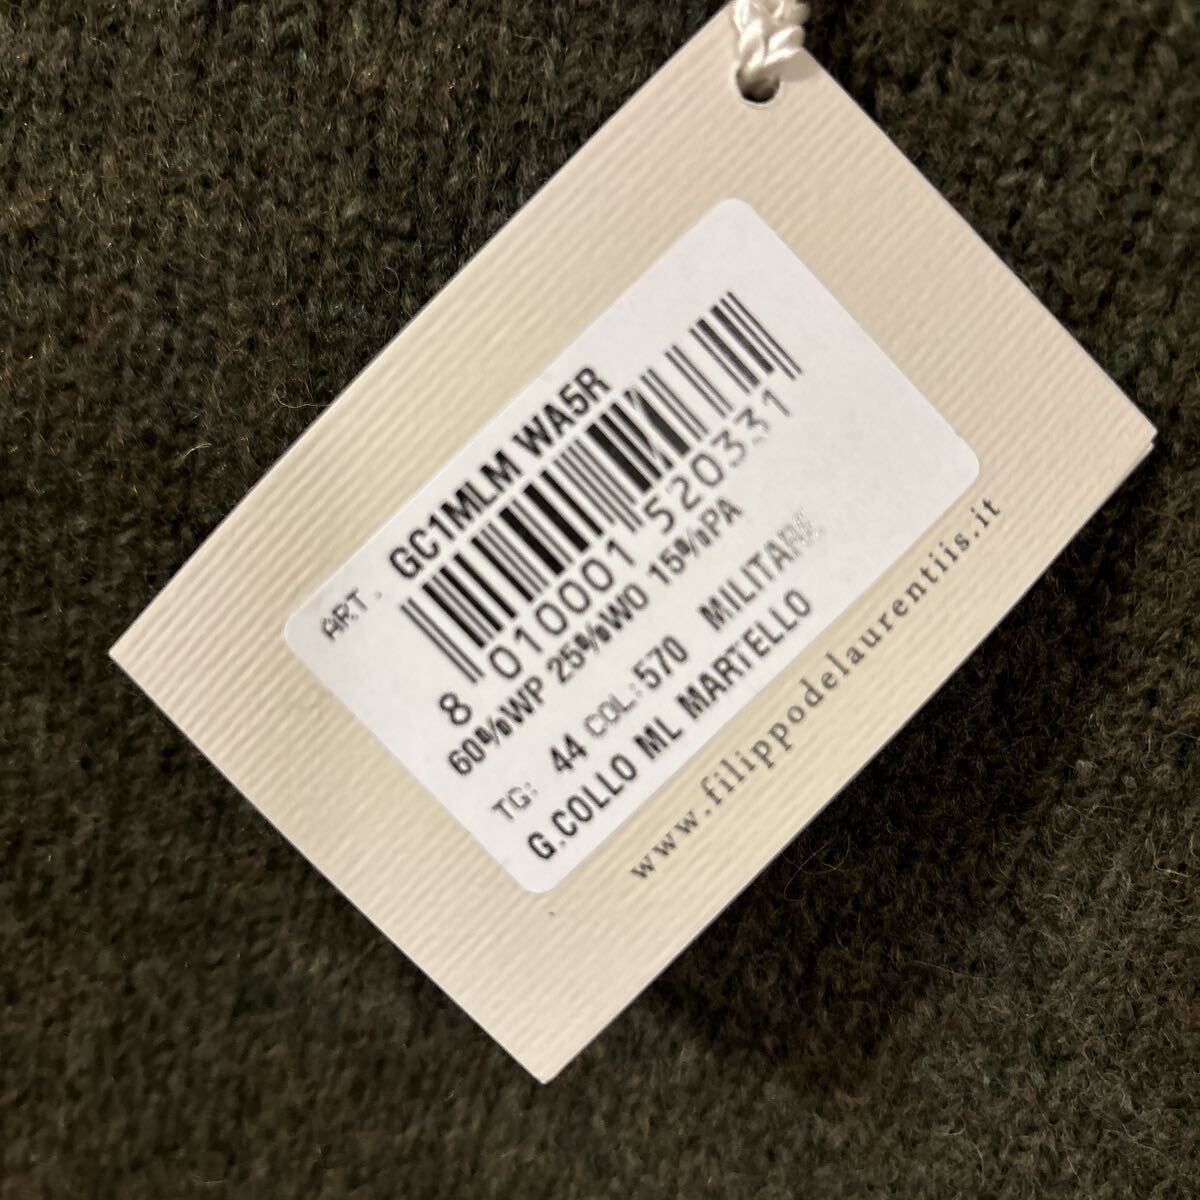 ART. GC1MLM WA5R
8 010001 520331
60%WP 25%WO 15%PA
TG: 44 COL: 570 MILITARE
G.COLLO ML MARTELLO
www.filippodelaurentiis.it